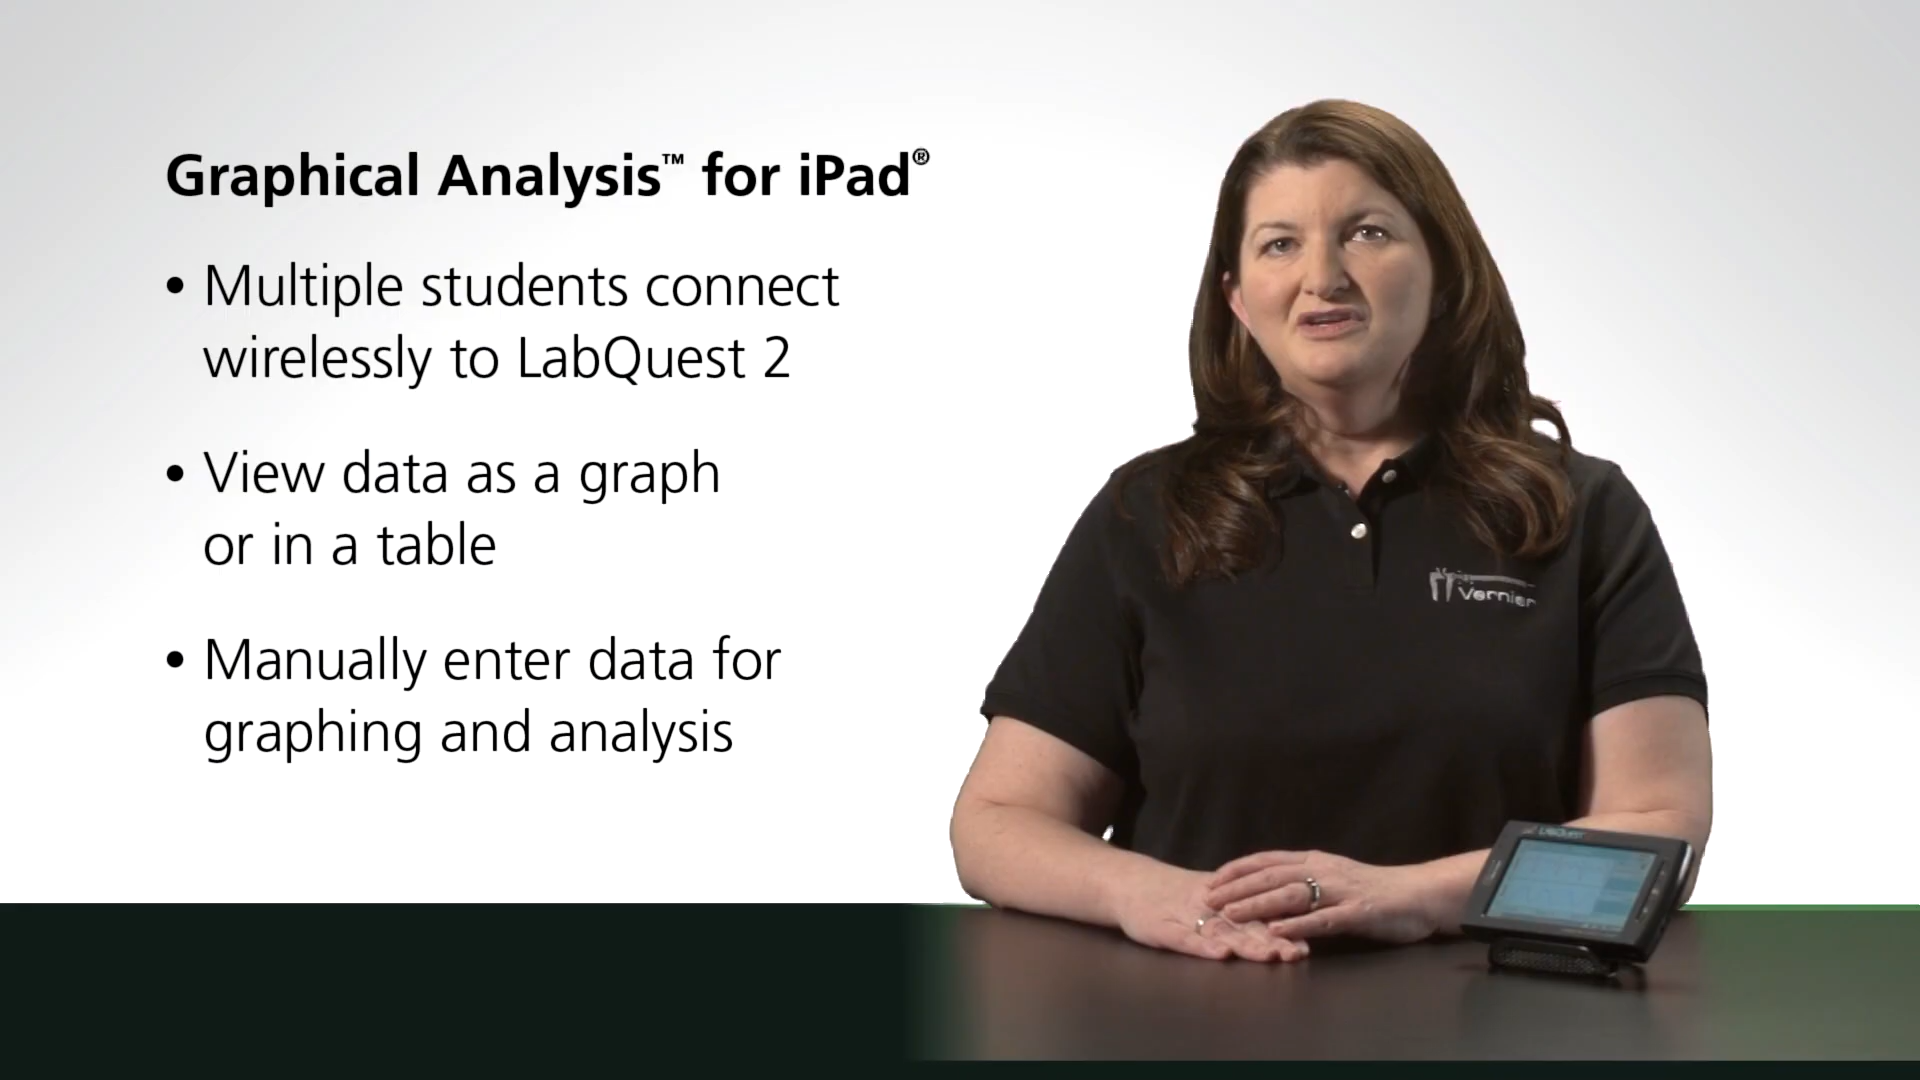 Graphical Analysis™ for iPad®
• Multiple students connect
wirelessly to LabQuest 2
• View data as a graph
or in a table
• Manually enter data for
graphing and analysis
Vernier
LabQuest